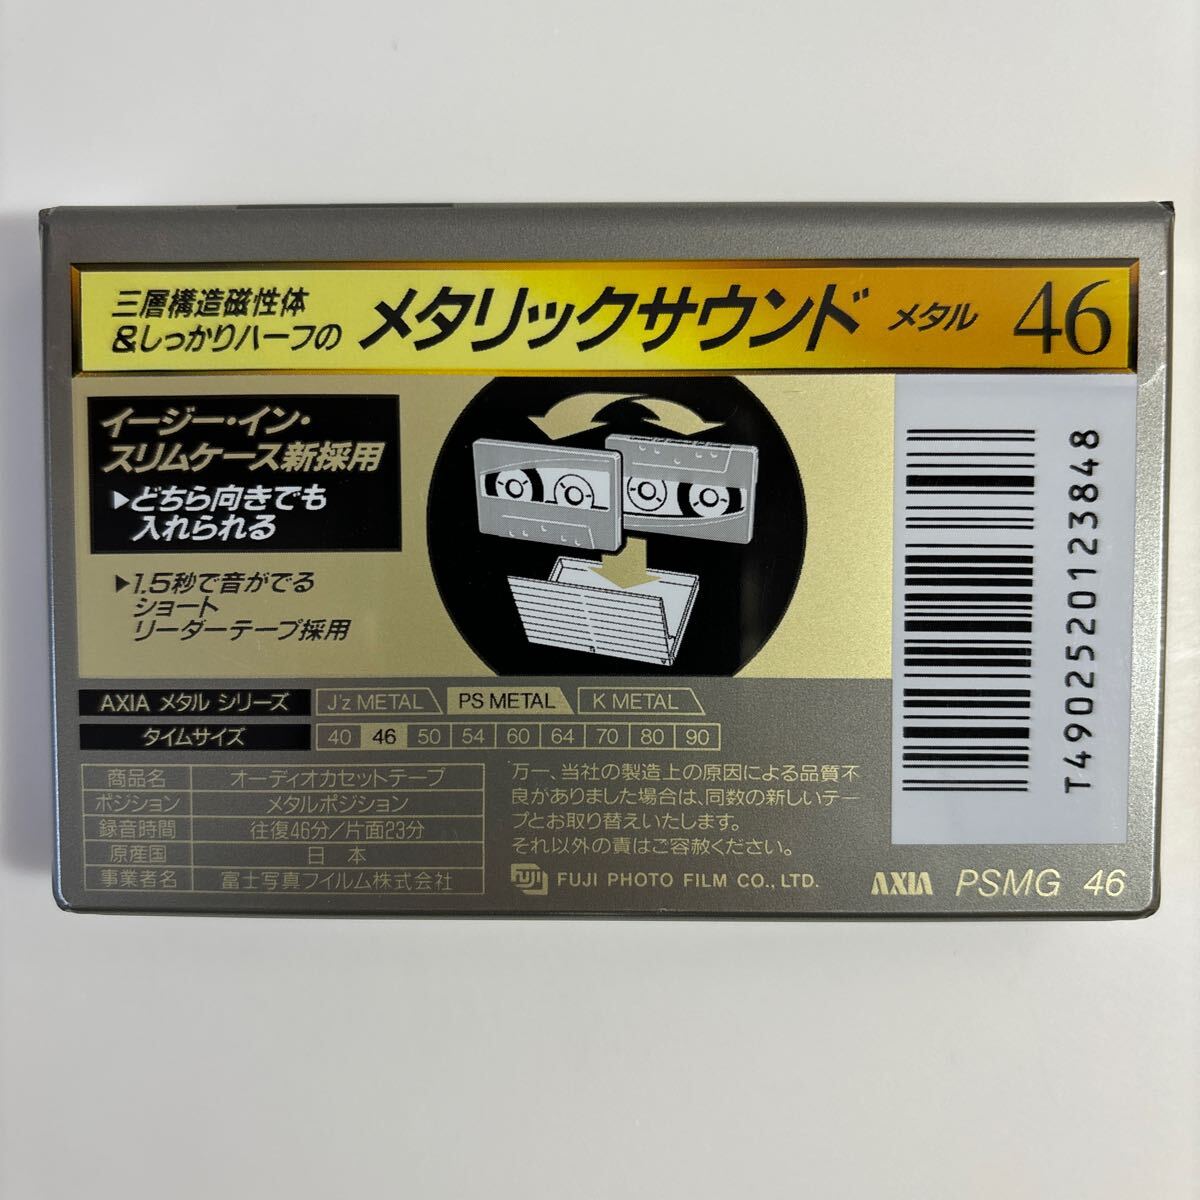 三層構造磁性体
&しっかりハーフの
メタリックサウンド メタル 46
イージー・イン・
スリムケース新採用
▶どちら向きでも
入れられる
▶1.5秒で音がでる
ショート
リーダーテープ採用
T4902520123848
AXIA メタル シリーズ J'z METAL PS METAL K METAL
タイムサイズ 40 46 50 54 60 64 70 80 90
商品名 オーディオカセットテープ
ポジション メタルポジション
録音時間 往復46分/片面23分
原産国 日本
事業者名 富士写真フイルム株式会社
万一、当社の製造上の原因による品質不
良がありました場合は、同数の新しいテー
プとお取り替えいたします。
それ以外の責はご容赦ください。
FUJI FUJI PHOTO FILM CO., LTD.
AXIA PSMG 46